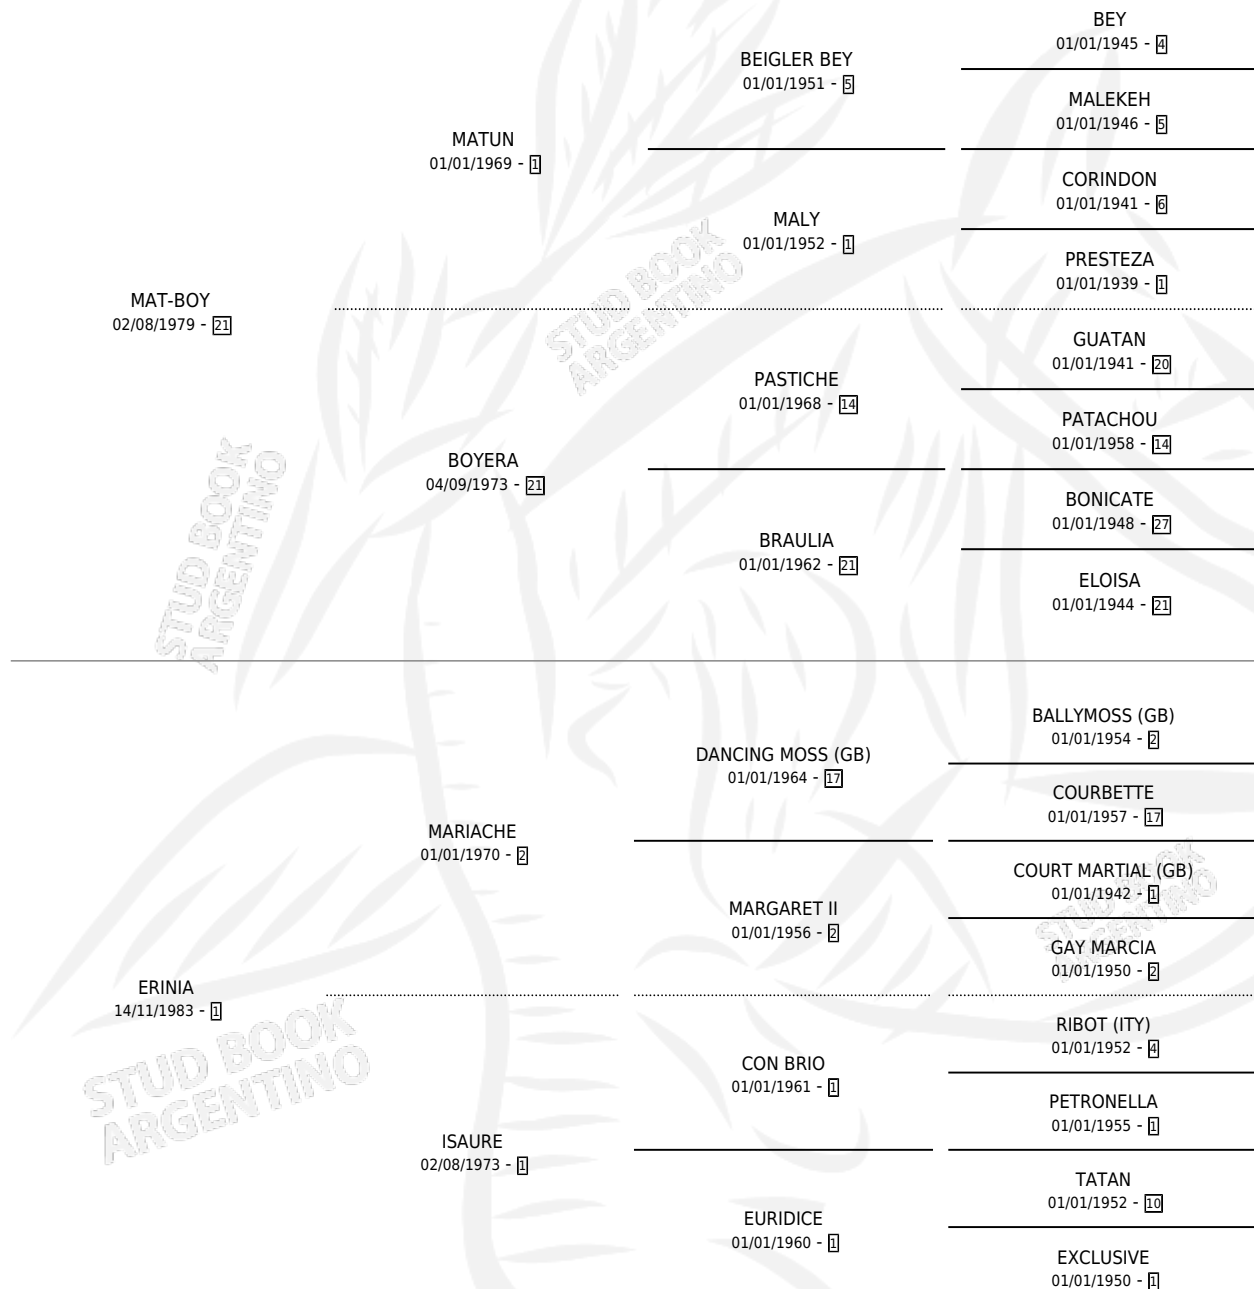 BEY
01/01/1945 - 4
BEIGLER BEY
01/01/1951 - 5
MALEKEH
01/01/1946 - 5
MATUN
01/01/1969 - 1
CORINDON
01/01/1941 - 6
MALY
01/01/1952 - 1
PRESTEZA
01/01/1939 - 1
MAT-BOY
02/08/1979 - 21
GUATAN
01/01/1941 - 20
PASTICHE
01/01/1968 - 14
PATACHOU
01/01/1958 - 14
BOYERA
04/09/1973 - 21
BONICATE
01/01/1948 - 27
BRAULIA
01/01/1962 - 21
ELOISA
01/01/1944 - 21
BALLYMOSS (GB)
01/01/1954 - 2
DANCING MOSS (GB)
01/01/1964 - 17
COURBETTE
01/01/1957 - 17
MARIACHE
01/01/1970 - 2
COURT MARTIAL (GB)
01/01/1942 - 1
MARGARET II
01/01/1956 - 2
GAY MARCIA
01/01/1950 - 2
ERINIA
14/11/1983 - 1
RIBOT (ITY)
01/01/1952 - 4
CON BRIO
01/01/1961 - 1
PETRONELLA
01/01/1955 - 1
ISAURE
02/08/1973 - 1
TATAN
01/01/1952 - 10
EURIDICE
01/01/1960 - 1
EXCLUSIVE
01/01/1950 - 1
STUD BOOK
ARGENTINO
STUD BOOK
ARGENTINO
STUD BOOK
ARGENTINO
STUD BOOK
ARGENTINO